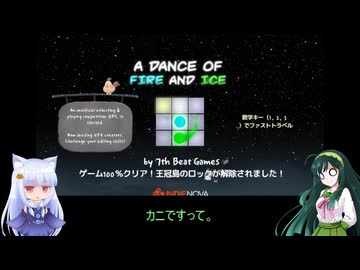 A DANCE OF
FIRE AND ICE
An unofficial charting &
playing competition, RPL, is
started.
Now seeking VFX creators.
Challenge your editing skills!
数字キー (1, 2, 3
) でファストトラベル
by 7th Beat Games
ゲーム100%クリア！王冠島のロックが解除されました！
INDIENOVA
カニですって。